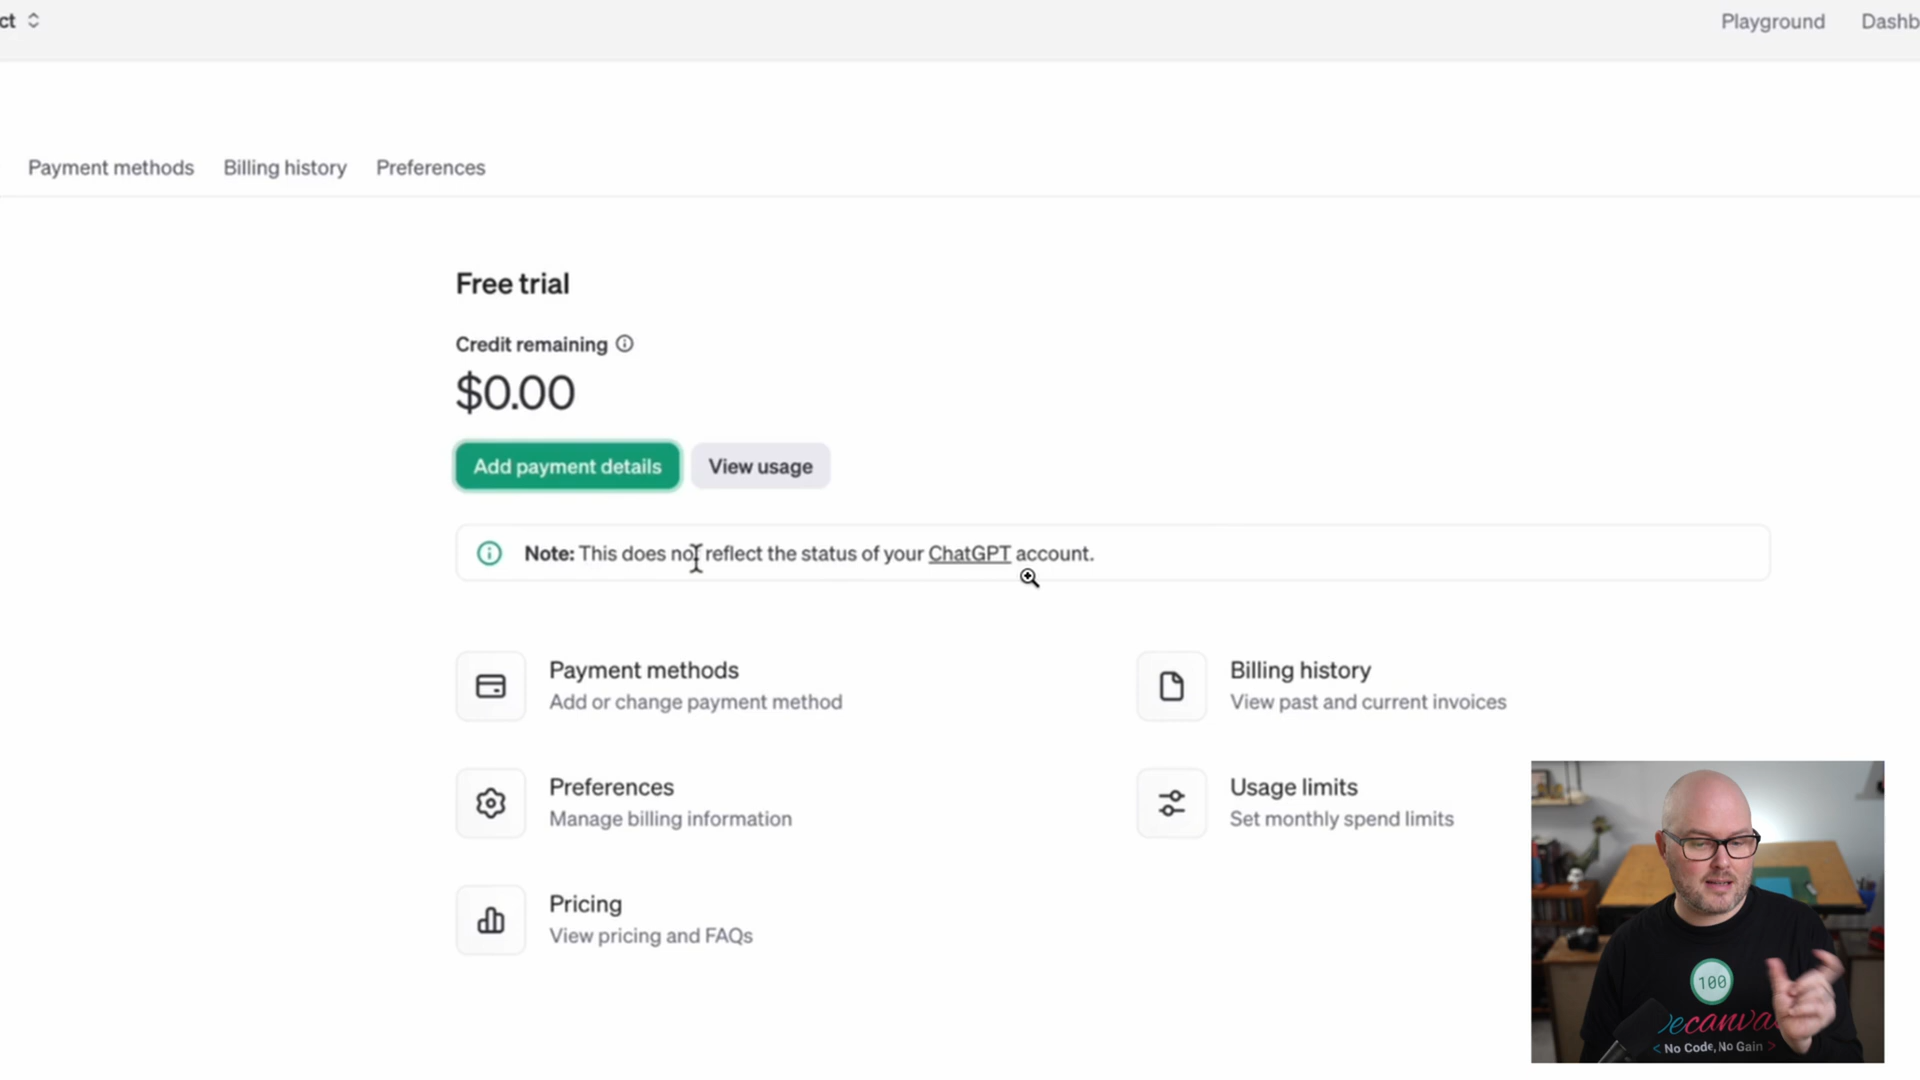 ct
Playground
Dashb
Payment methods
Billing history
Preferences
Free trial
Credit remaining
$0.00
Add payment details
View usage
Note: This does not reflect the status of your ChatGPT account.
Payment methods
Add or change payment method
Billing history
View past and current invoices
Preferences
Manage billing information
Usage limits
Set monthly spend limits
Pricing
View pricing and FAQs
100
ecanva
< No Code, No Gain >